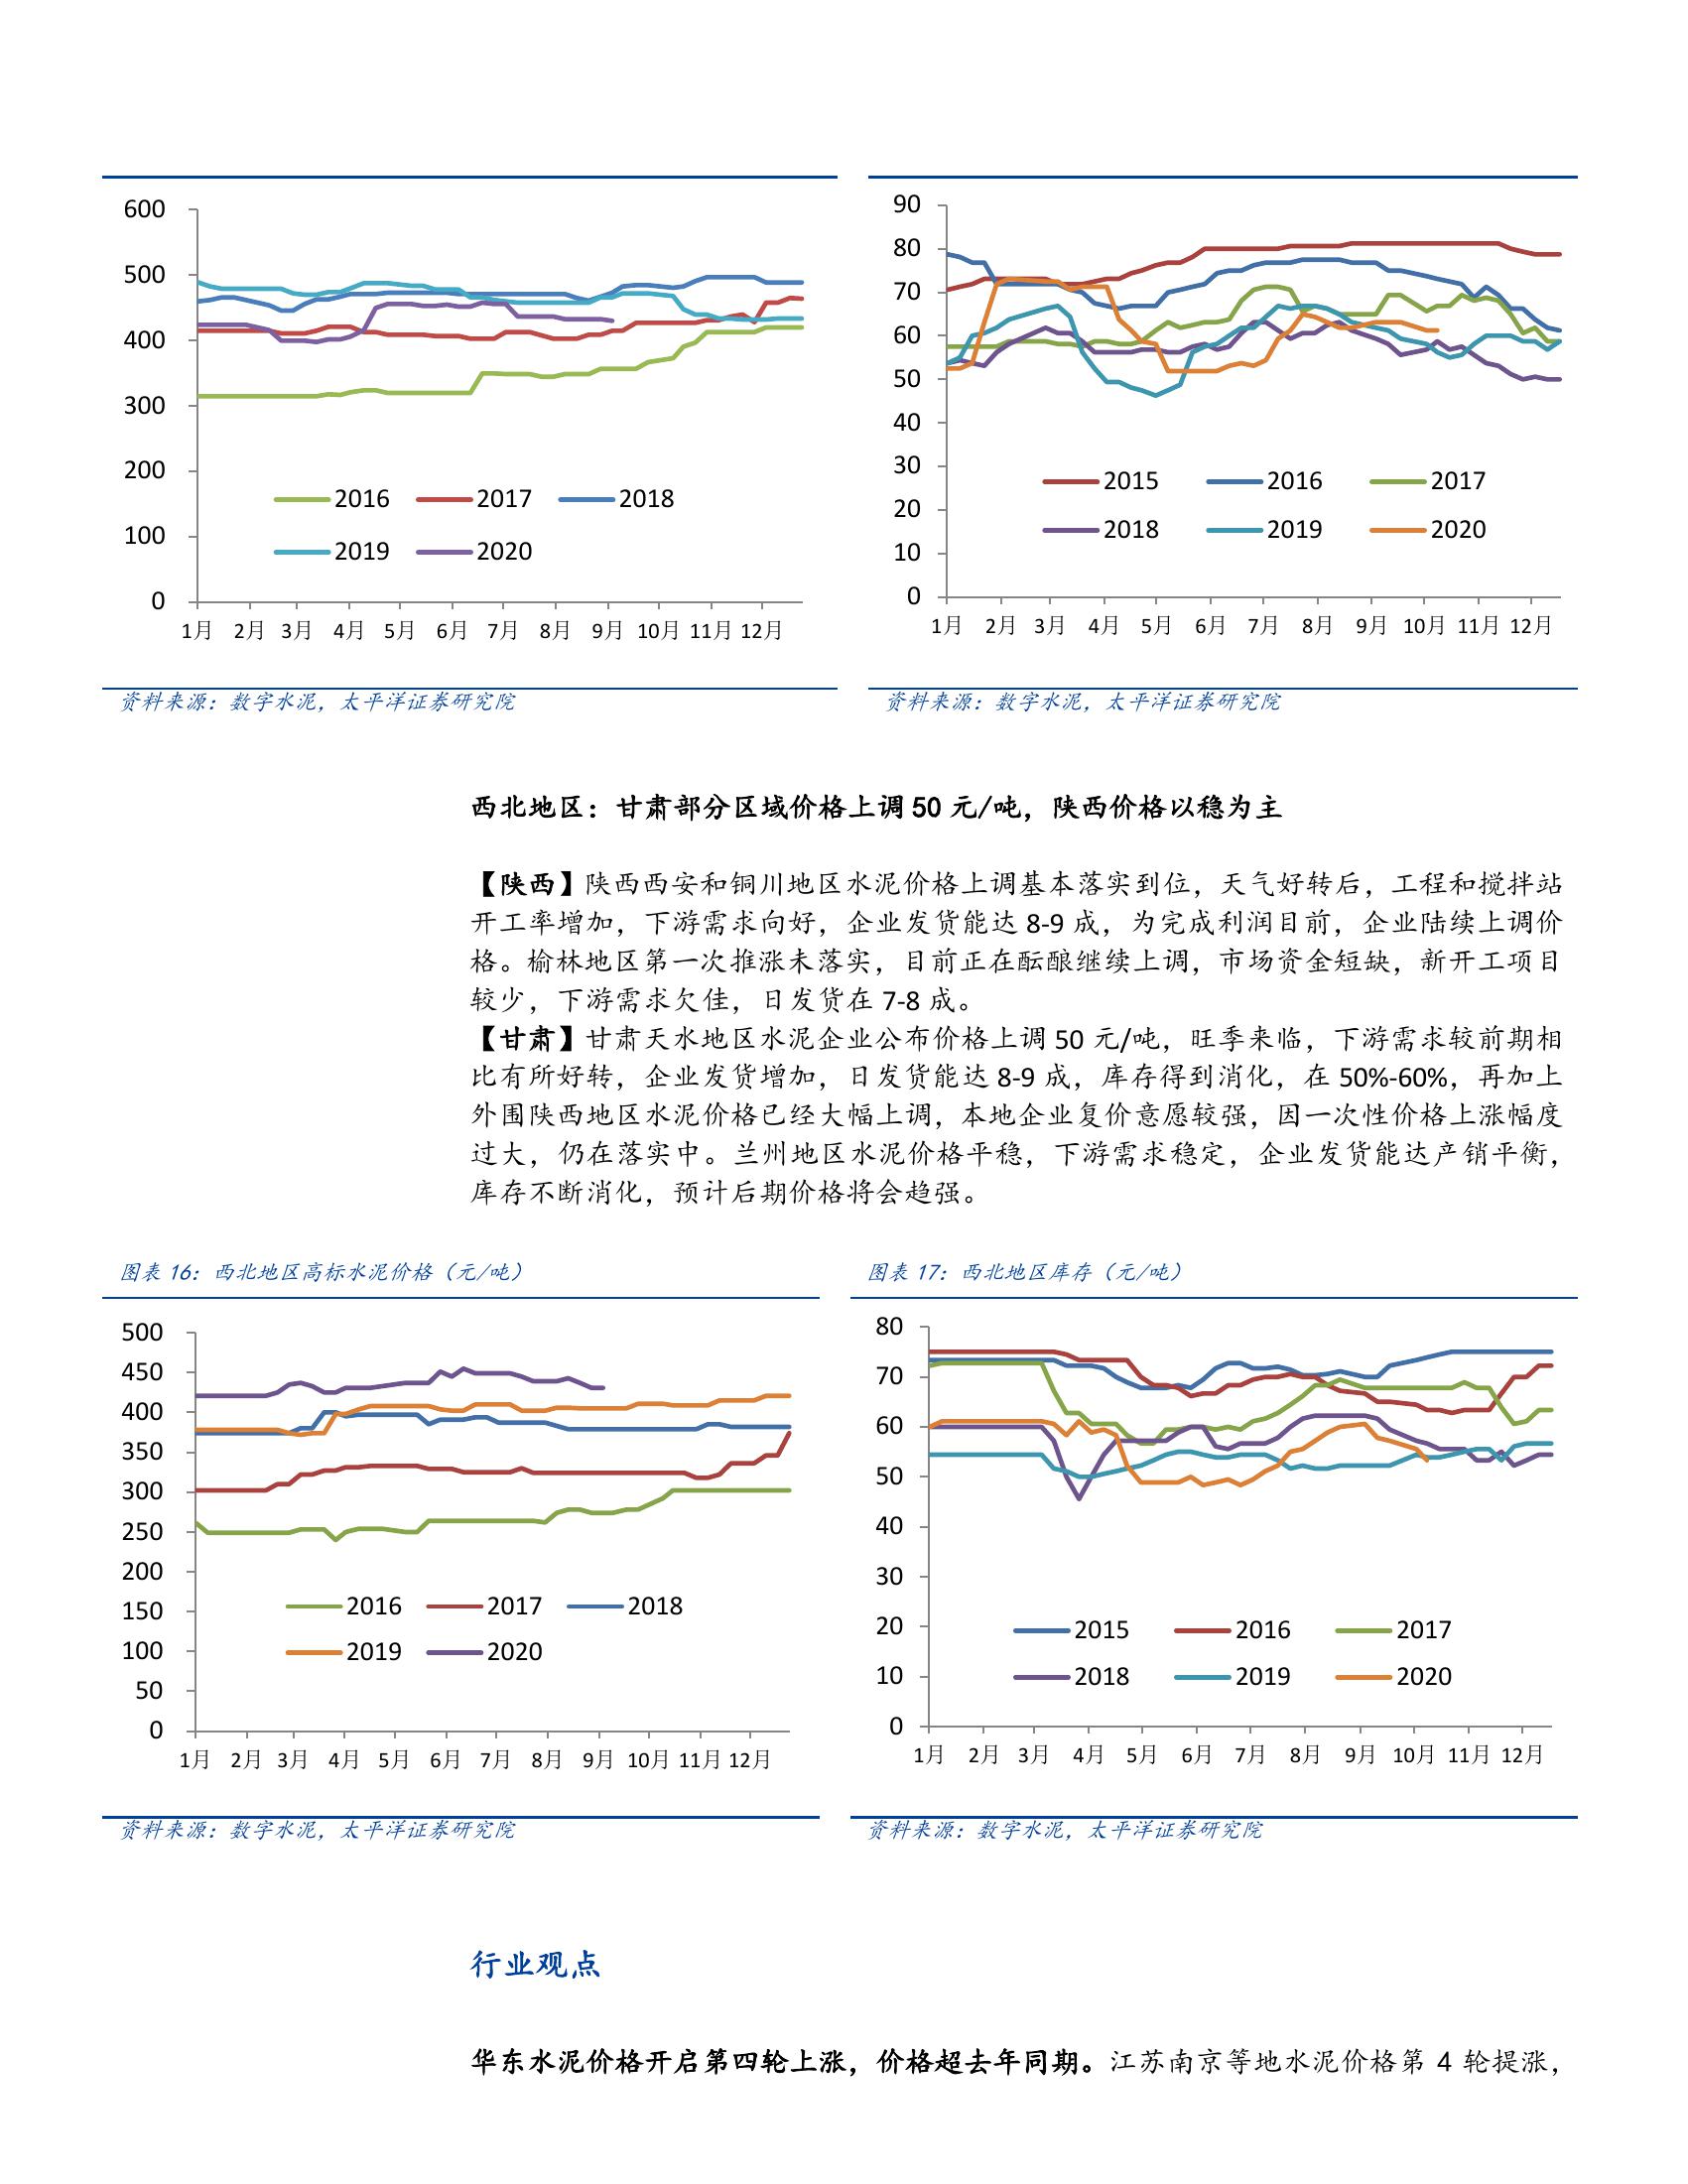 600
500
400
300
200
100
0
2016 2017 2018
2019 2020
1月 2月 3月 4月 5月 6月 7月 8月 9月 10月 11月 12月
90
80
70
60
50
40
30
20
10
0
2015 2016 2017
2018 2019 2020
1月 2月 3月 4月 5月 6月 7月 8月 9月 10月 11月 12月
资料来源：数字水泥，太平洋证券研究院
资料来源：数字水泥，太平洋证券研究院
西北地区：甘肃部分区域价格上调 50 元/吨，陕西价格以稳为主
【陕西】陕西西安和铜川地区水泥价格上调基本落实到位，天气好转后，工程和搅拌站
开工率增加，下游需求向好，企业发货能达 8-9 成，为完成利润目前，企业陆续上调价
格。榆林地区第一次推涨未落实，目前正在酝酿继续上调，市场资金短缺，新开工项目
较少，下游需求欠佳，日发货在 7-8 成。
【甘肃】甘肃天水地区水泥企业公布价格上调 50 元/吨，旺季来临，下游需求较前期相
比有所好转，企业发货增加，日发货能达 8-9 成，库存得到消化，在 50%-60%，再加上
外围陕西地区水泥价格已经大幅上调，本地企业复价意愿较强，因一次性价格上涨幅度
过大，仍在落实中。兰州地区水泥价格平稳，下游需求稳定，企业发货能达产销平衡，
库存不断消化，预计后期价格将会趋强。
图表 16：西北地区高标水泥价格（元/吨）
500
450
400
350
300
250
200
150
100
50
0
2016 2017 2018
2019 2020
1月 2月 3月 4月 5月 6月 7月 8月 9月 10月 11月 12月
图表 17：西北地区库存（元/吨）
80
70
60
50
40
30
20
10
0
2015 2016 2017
2018 2019 2020
1月 2月 3月 4月 5月 6月 7月 8月 9月 10月 11月 12月
资料来源：数字水泥，太平洋证券研究院
资料来源：数字水泥，太平洋证券研究院
行业观点
华东水泥价格开启第四轮上涨，价格超去年同期。江苏南京等地水泥价格第 4 轮提涨，